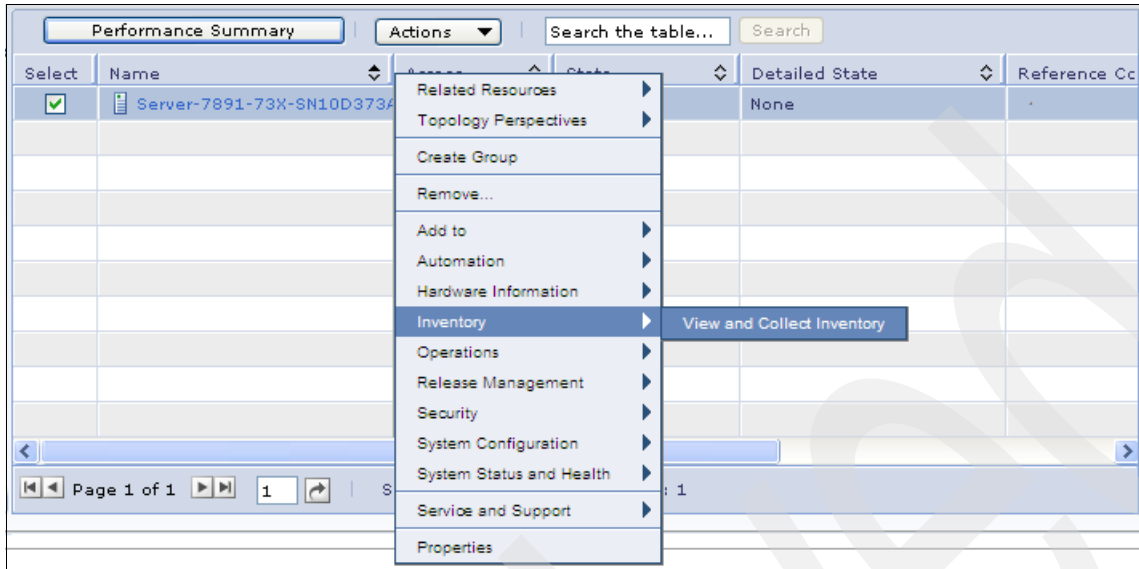 Performance Summary Actions Search the table... Search
Select Name Access State Detailed State Reference Cc
Server-7891-73X-SN10D373A None
Related Resources
Topology Perspectives
Create Group
Remove...
Add to
Automation
Hardware Information
Inventory View and Collect Inventory
Operations
Release Management
Security
System Configuration
System Status and Health
Page 1 of 1 1 S : 1
Service and Support
Properties